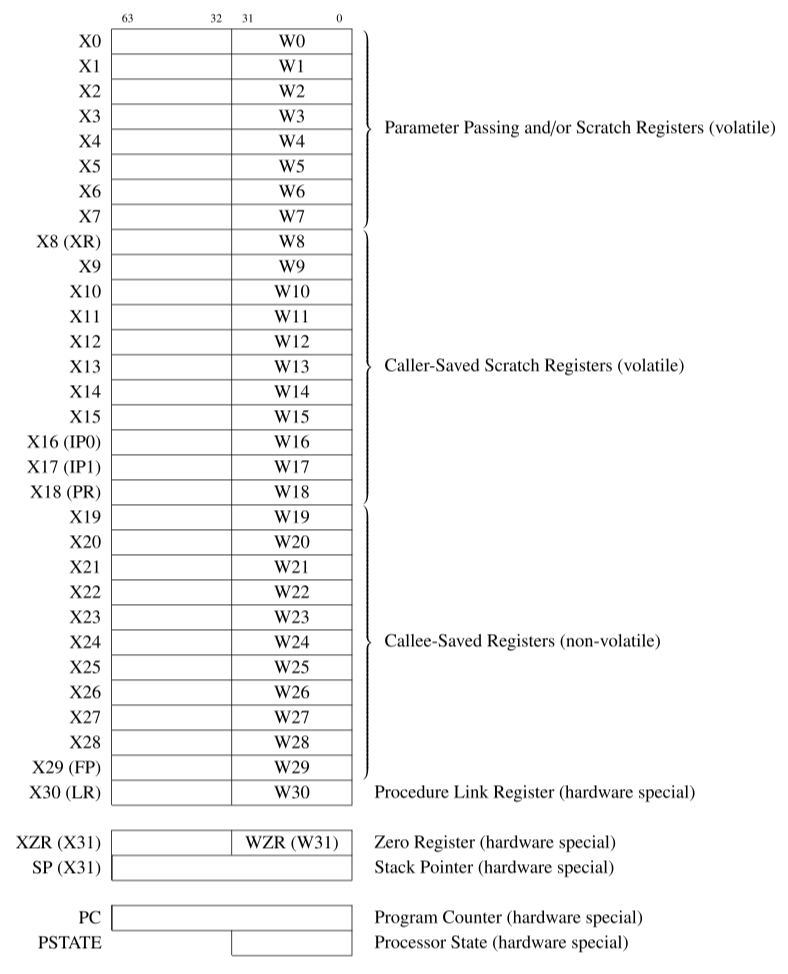 63 32 31 0
X0 W0
X1 W1
X2 W2
X3 W3
X4 W4 Parameter Passing and/or Scratch Registers (volatile)
X5 W5
X6 W6
X7 W7
X8 (XR) W8
X9 W9
X10 W10
X11 W11
X12 W12
X13 W13 Caller-Saved Scratch Registers (volatile)
X14 W14
X15 W15
X16 (IP0) W16
X17 (IP1) W17
X18 (PR) W18
X19 W19
X20 W20
X21 W21
X22 W22
X23 W23
X24 W24 Callee-Saved Registers (non-volatile)
X25 W25
X26 W26
X27 W27
X28 W28
X29 (FP) W29
X30 (LR) W30 Procedure Link Register (hardware special)
XZR (X31) WZR (W31) Zero Register (hardware special)
SP (X31) Stack Pointer (hardware special)
PC Program Counter (hardware special)
PSTATE Processor State (hardware special)